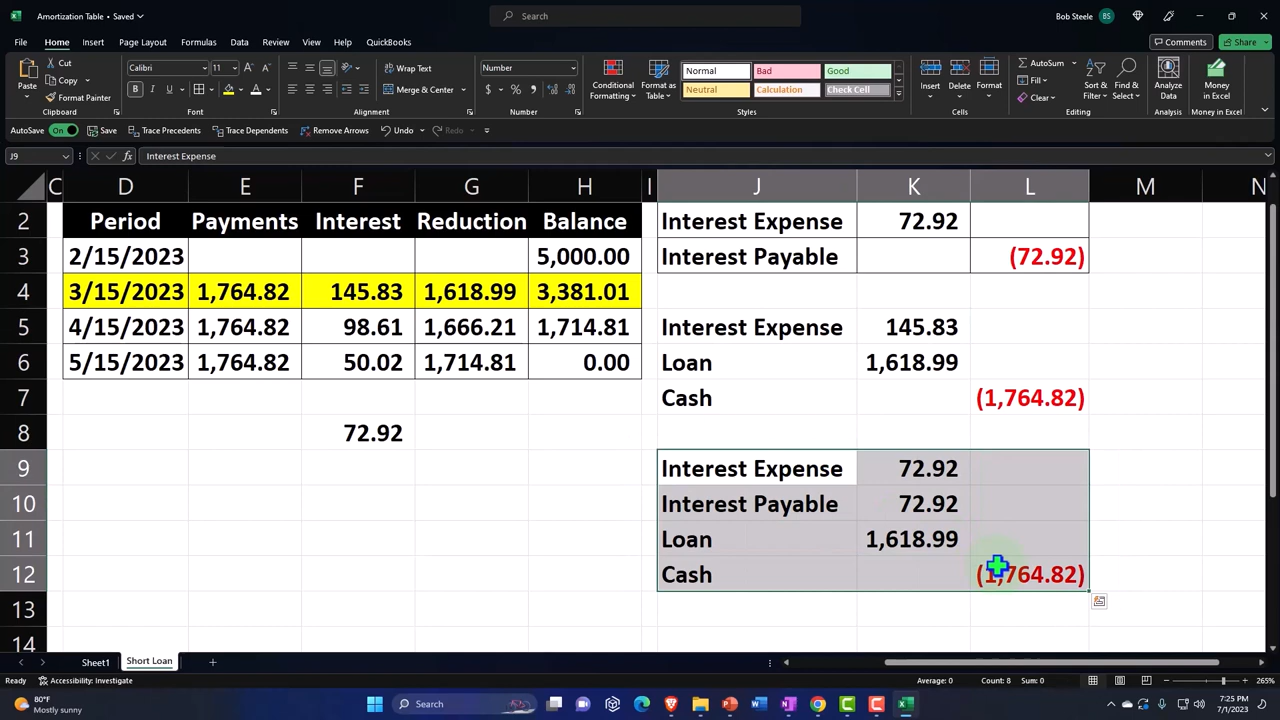 Amortization Table • Saved
Search
Bob Steele BS
File Home Insert Page Layout Formulas Data Review View Help QuickBooks Comments Share
Paste Cut Copy Format Painter
Clipboard
Calibri 11
B I U
Font
Wrap Text
Merge & Center
Alignment
Number
$ % 9
Number
Conditional Formatting
Format as Table
Normal Bad Good
Neutral Calculation Check Cell
Styles
Insert Delete Format
Cells
AutoSum
Fill
Clear
Sort & Filter
Find & Select
Editing
Analyze Data
Analysis
Money in Excel
Money in Excel
AutoSave On Save Trace Precedents Trace Dependents Remove Arrows Undo Redo
J9 fx Interest Expense
C D E F G H I J K L M N
2 Period Payments Interest Reduction Balance Interest Expense 72.92
3 2/15/2023 5,000.00 Interest Payable (72.92)
4 3/15/2023 1,764.82 145.83 1,618.99 3,381.01
5 4/15/2023 1,764.82 98.61 1,666.21 1,714.81 Interest Expense 145.83
6 5/15/2023 1,764.82 50.02 1,714.81 0.00 Loan 1,618.99
7 Cash (1,764.82)
8 72.92
9 Interest Expense 72.92
10 Interest Payable 72.92
11 Loan 1,618.99
12 Cash (1,764.82)
13
14
Sheet1 Short Loan
Ready Accessibility: Investigate Average: 0 Count: 8 Sum: 0 265%
80°F
Mostly sunny
Search
7:25 PM
7/1/2023